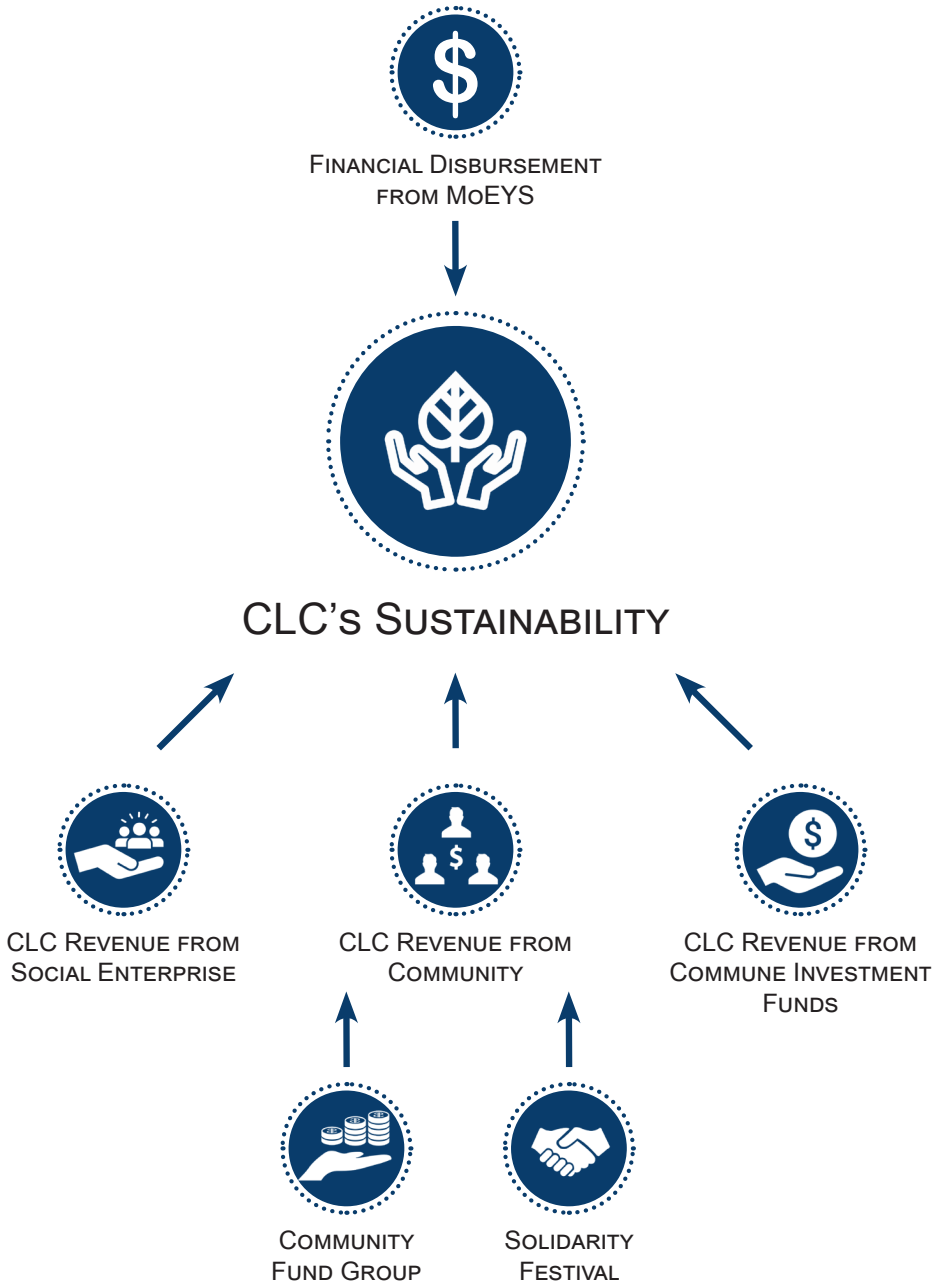 $
Financial Disbursement
from MoEYS
CLC's Sustainability
$
$
CLC Revenue from
Social Enterprise
CLC Revenue from
Community
CLC Revenue from
Commune Investment
Funds
Community
Fund Group
Solidarity
Festival